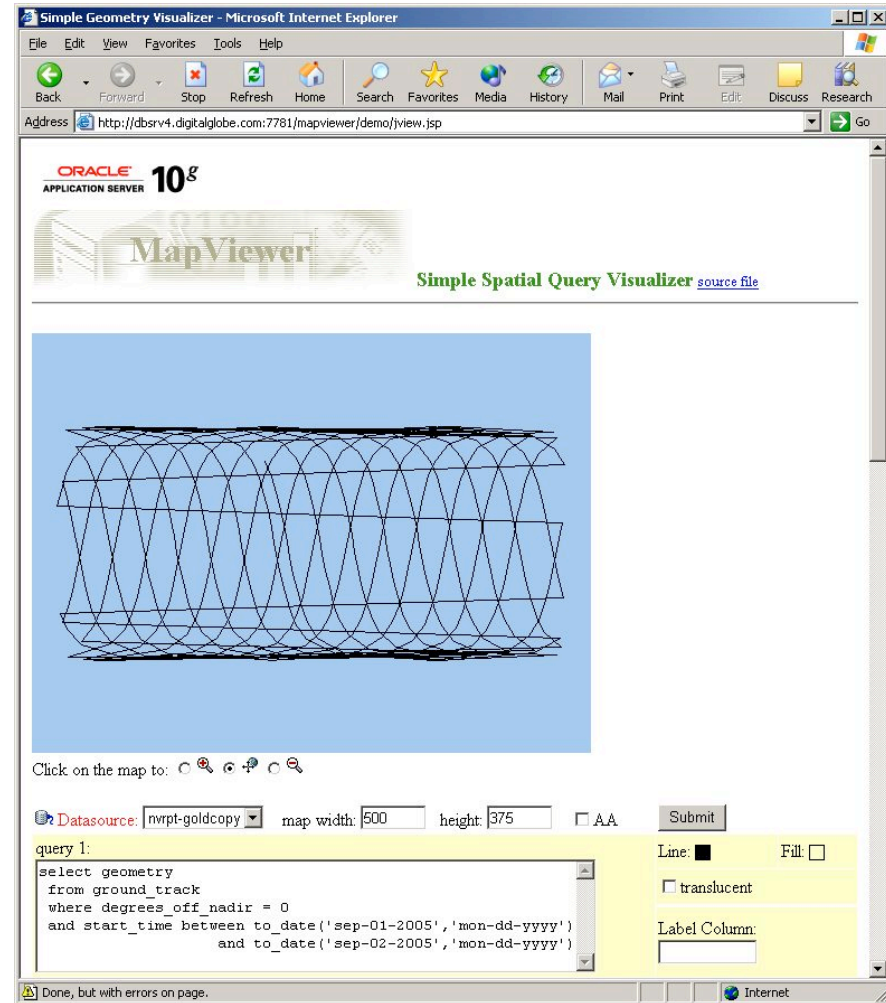 Simple Geometry Visualizer - Microsoft Internet Explorer
File Edit View Favorites Tools Help
Back Forward Stop Refresh Home Search Favorites Media History Mail Print Edit Discuss Research
Address http://dbsrv4.digitalglobe.com:7781/mapviewer/demo/jview.jsp Go
ORACLE APPLICATION SERVER 10g
MapViewer
Simple Spatial Query Visualizer source file
Click on the map to:
Datasource: nvrpt-goldcopy map width: 500 height: 375 AA Submit
query 1: Line: Fill:
select geometry
from ground_track
where degrees_off_nadir = 0
and start_time between to_date('sep-01-2005','mon-dd-yyyy')
and to_date('sep-02-2005','mon-dd-yyyy')
translucent
Label Column:
Done, but with errors on page. Internet